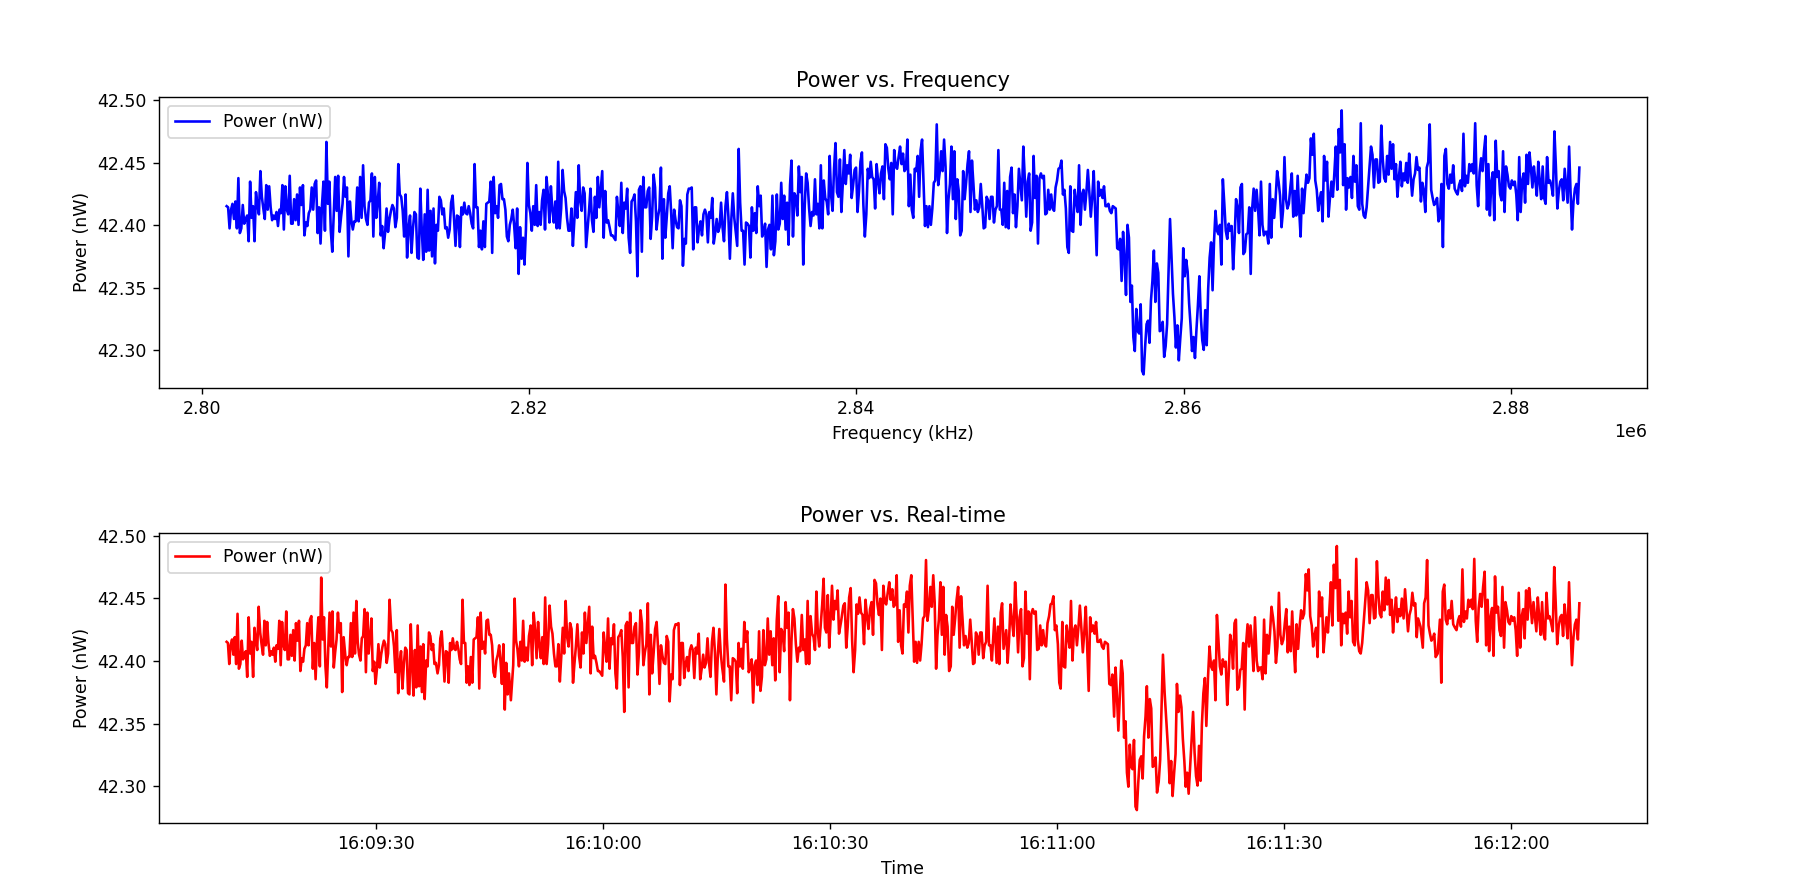 Power vs. Frequency
Power (nW)
Power (nW)
42.50
42.45
42.40
42.35
42.30
2.80 2.82 2.84 2.86 2.88
Frequency (kHz)
1e6
Power vs. Real-time
Power (nW)
Power (nW)
42.50
42.45
42.40
42.35
42.30
16:09:30 16:10:00 16:10:30 16:11:00 16:11:30 16:12:00
Time